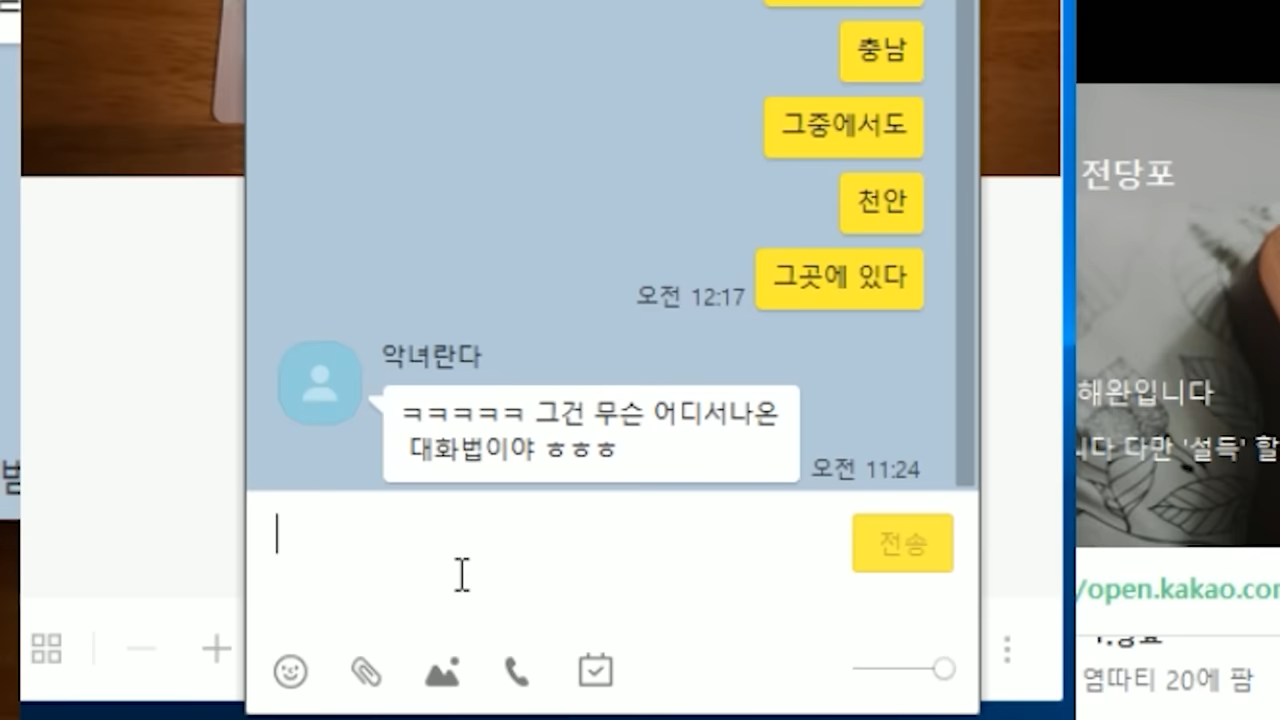 충남
그중에서도
천안
그곳에 있다
오전 12:17
악녀란다
ㅋㅋㅋㅋㅋ 그건 무슨 어디서나온
대화법이야 ㅎㅎㅎ
오전 11:24
전송
전당포
해완입니다
니다 다만 '설득' 할
/open.kakao.com
염따티 20에 팜